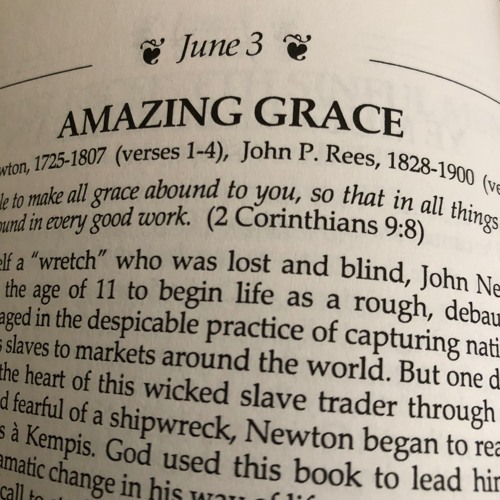 June 3
AMAZING GRACE
wton, 1725-1807 (verses 1-4), John P. Rees, 1828-1900 (ve
le to make all grace abound to you, so that in all things
ound in every good work. (2 Corinthians 9:8)
elf a "wretch" who was lost and blind, John Ne
the age of 11 to begin life as a rough, debau
aged in the despicable practice of capturing nati
s slaves to markets around the world. But one d
the heart of this wicked slave trader through
d fearful of a shipwreck, Newton began to rea
s à Kempis. God used this book to lead hi
amatic change in his way of lif
call to